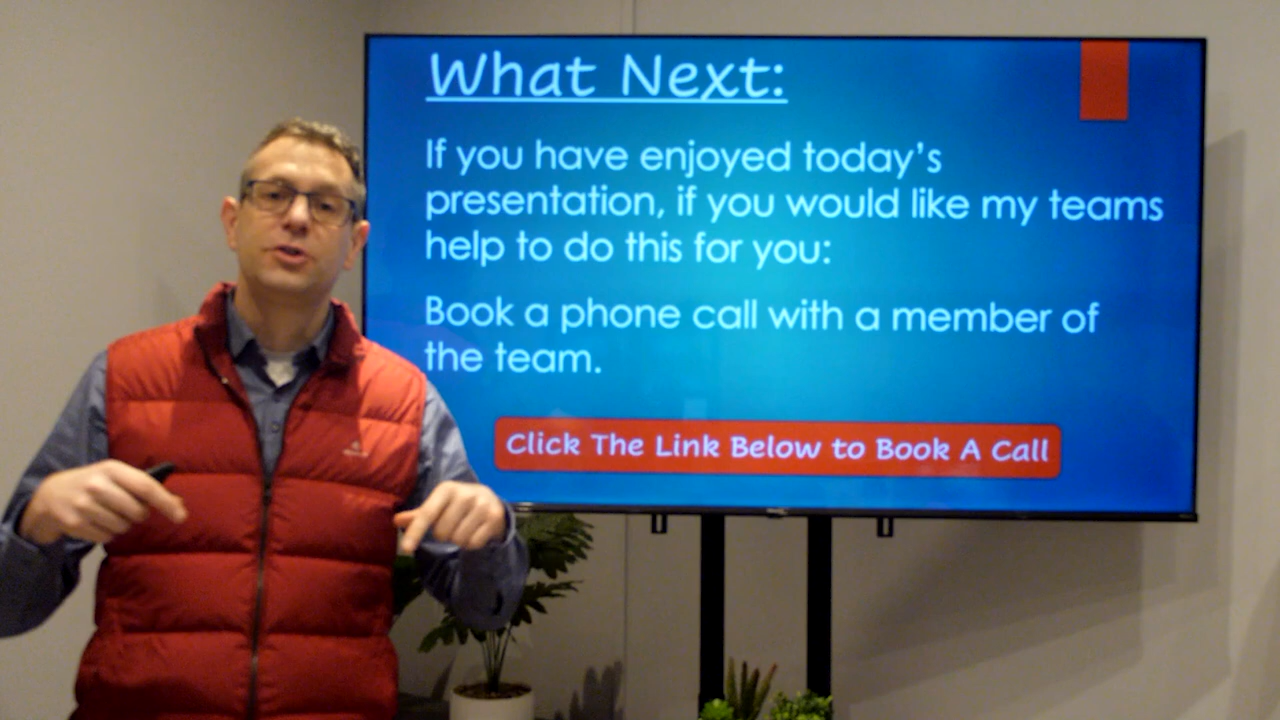 What Next:
If you have enjoyed today's
presentation, if you would like my teams
help to do this for you:
Book a phone call with a member of
the team.
Click The Link Below to Book A Call